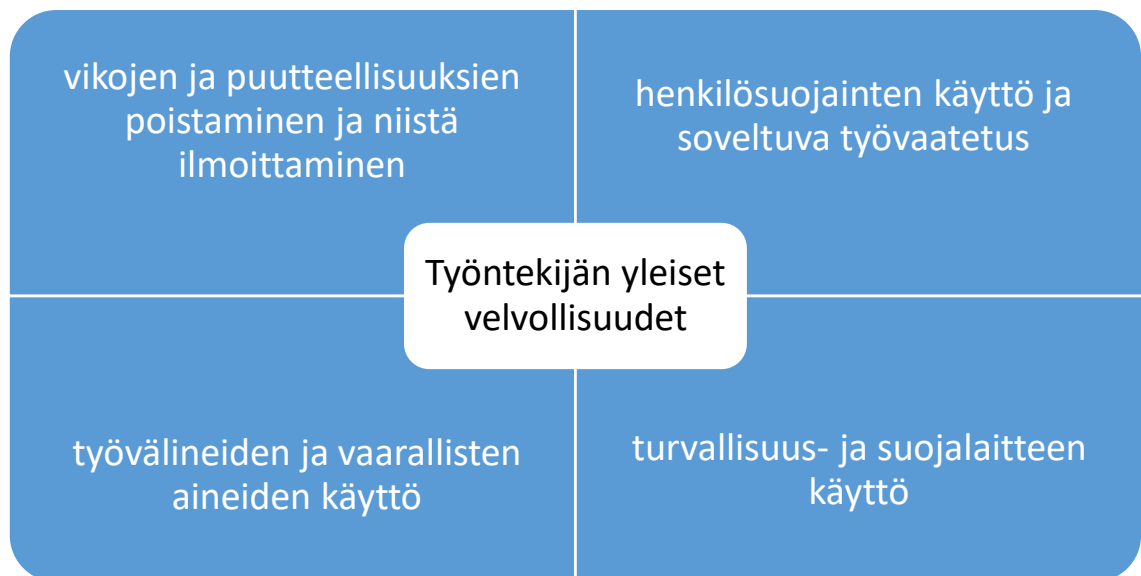 vikojen ja puutteellisuuksien
poistaminen ja niistä
ilmoittaminen
henkilösuojainten käyttö ja
soveltuva työvaatetus
Työntekijän yleiset
velvollisuudet
työvälineiden ja vaarallisten
aineiden käyttö
turvallisuus- ja suojalaitteen
käyttö